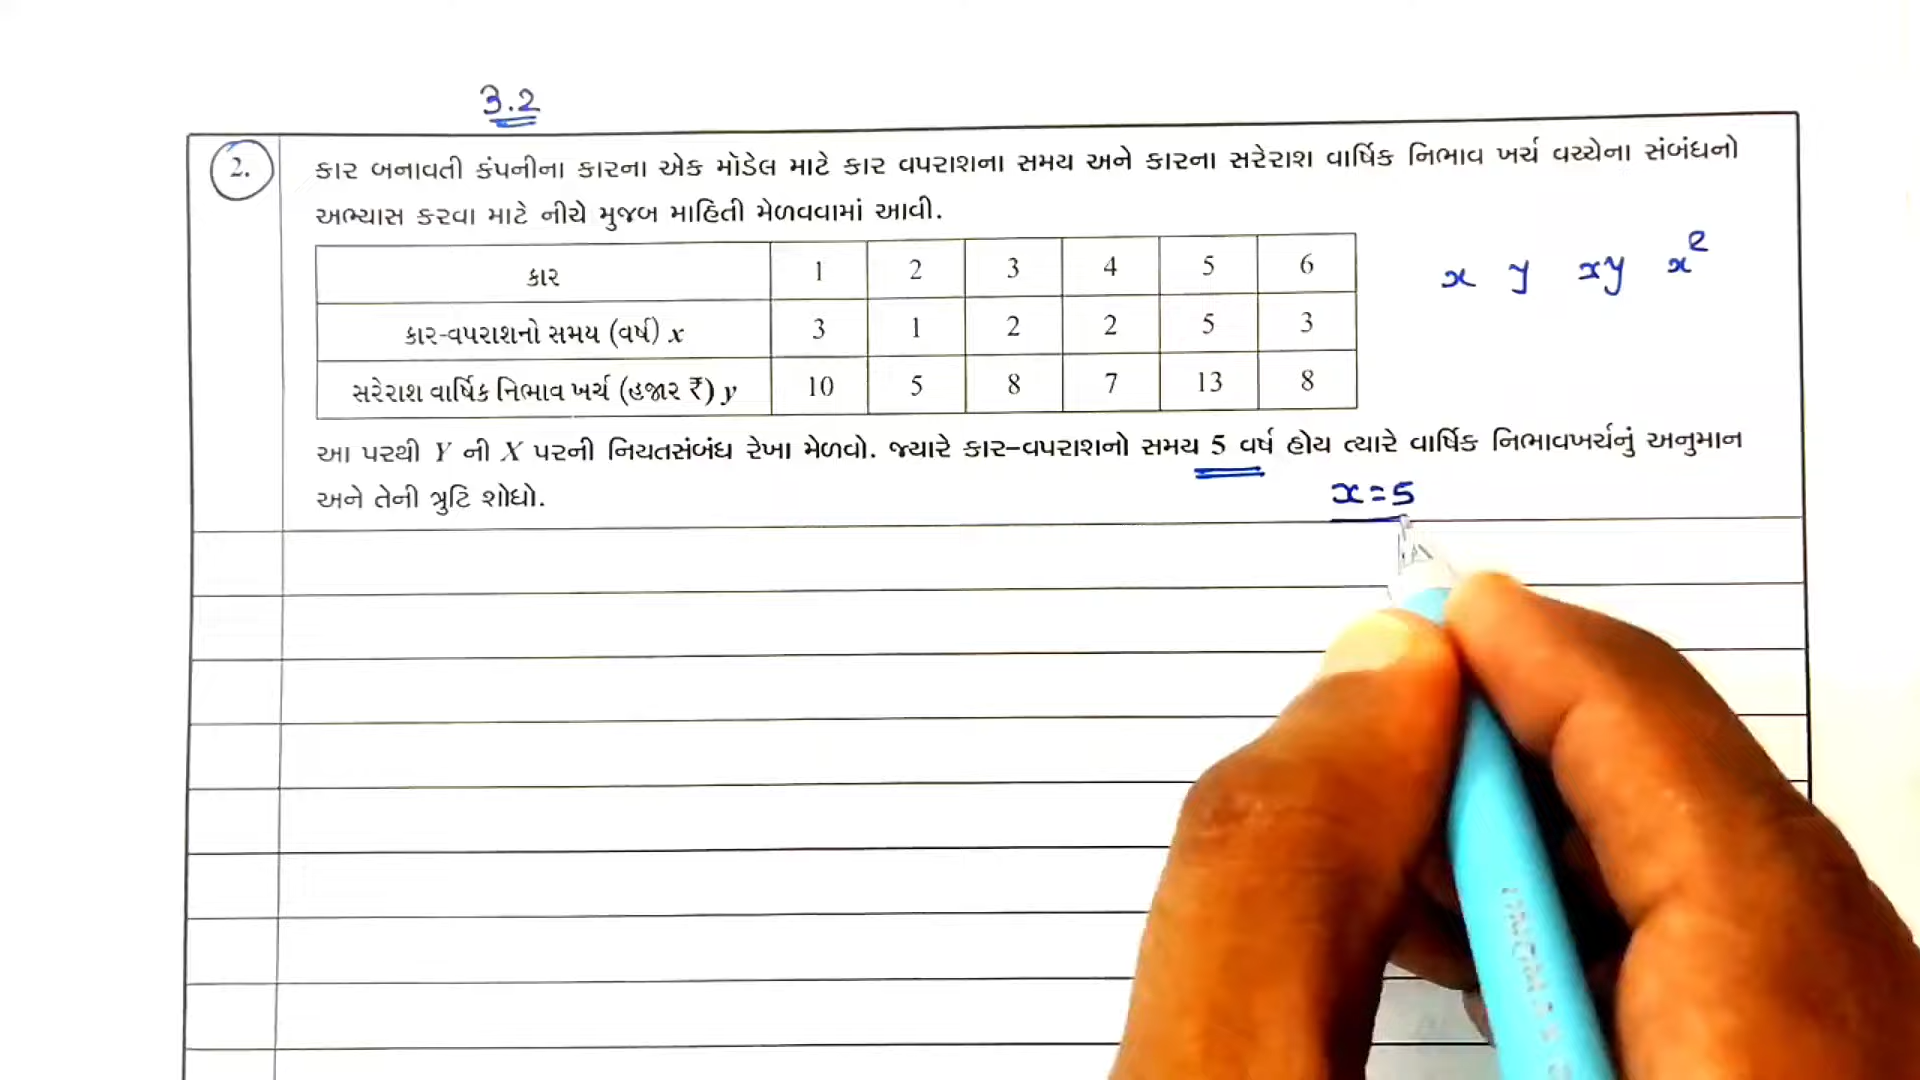 3.2
2. કાર બનાવતી કંપનીના કારના એક મૉડેલ માટે કાર વપરાશના સમય અને કારના સરેરાશ વાર્ષિક નિભાવ ખર્ચ વચ્ચેના સંબંધનો
અભ્યાસ કરવા માટે નીચે મુજબ માહિતી મેળવવામાં આવી.
કાર 1 2 3 4 5 6
કાર-વપરાશનો સમય (વર્ષ) x 3 1 2 2 5 3
સરેરાશ વાર્ષિક નિભાવ ખર્ચ (હજાર ₹) y 10 5 8 7 13 8
x y xy x²
આ પરથી Y ની X પરની નિયતસંબંધ રેખા મેળવો. જ્યારે કાર-વપરાશનો સમય 5 વર્ષ હોય ત્યારે વાર્ષિક નિભાવખર્ચનું અનુમાન
અને તેની ત્રુટિ શોધો.
x = 5